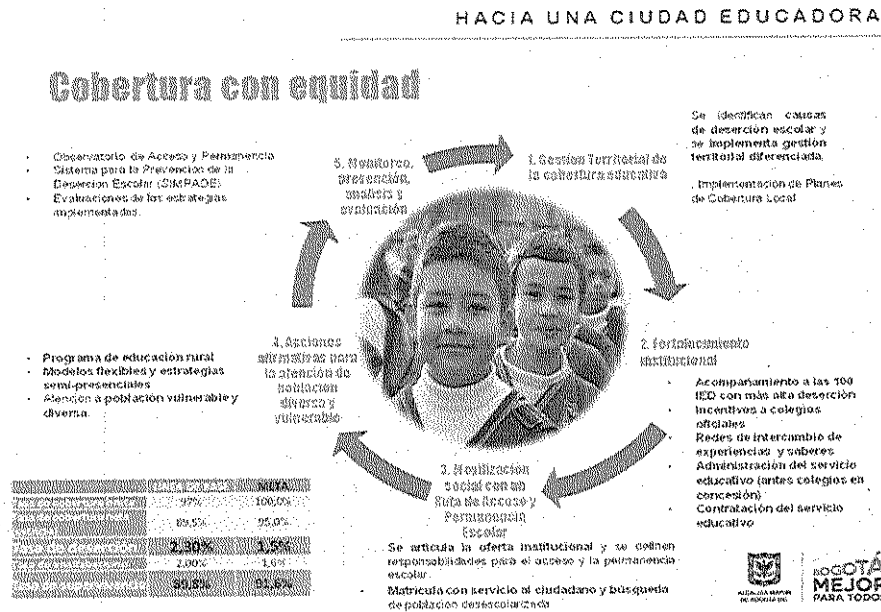 HACIA UNA CIUDAD EDUCADORA
Cobertura con equidad
Observatorio de Acceso y Permanencia
Sistema para la Prevención de la
Deserción Escolar (SIMPADE)
Evaluaciones de las estrategias
implementadas.
5. Monitoreo,
prevención,
análisis y
evaluación
1. Gestión Territorial de
la cobertura educativa
Se identifican causas
de deserción escolar y
se implementa gestión
territorial diferenciada.
Implementación de Planes
de Cobertura Local
Programa de educación rural
Modelos flexibles y estrategias
semi-presenciales
Atención a población vulnerable y
diversa.
4. Acciones
afirmativas para
la atención de
población
diversa y
vulnerable
2. Fortalecimiento
institucional
Acompañamiento a las 100
IED con más alta deserción
Incentivos a colegios
oficiales
Redes de intercambio de
experiencias y saberes
Administración del servicio
educativo (antes colegios en
concesión)
Contratación del servicio
educativo
3. Movilización
social con un
Ruta de Acceso y
Permanencia
Escolar
Se articula la oferta institucional y se definen
responsabilidades para el acceso y la permanencia
escolar.
Matrícula con servicio al ciudadano y búsqueda
de población desescolarizada
META
97% 100,0%
89,5% 95,0%
2,30% 1,5%
89,8% 91,8%
ALCALDÍA MAYOR
DE BOGOTÁ D.C.
BOGOTÁ
MEJOR
PARA TODOS